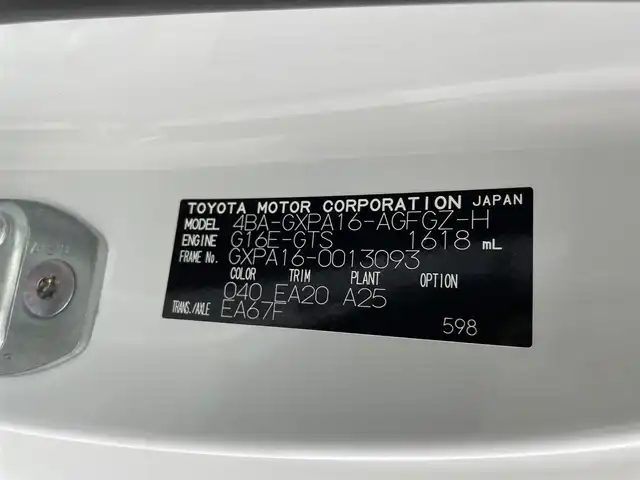 TOYOTA MOTOR CORPORATION JAPAN
MODEL 4BA-GXPA16-AGFGZ-H
ENGINE G16E-GTS 1618 mL
FRAME No. GXPA16-0013093
COLOR TRIM PLANT OPTION
040 EA20 A25
TRANS./AXLE EA67F
598